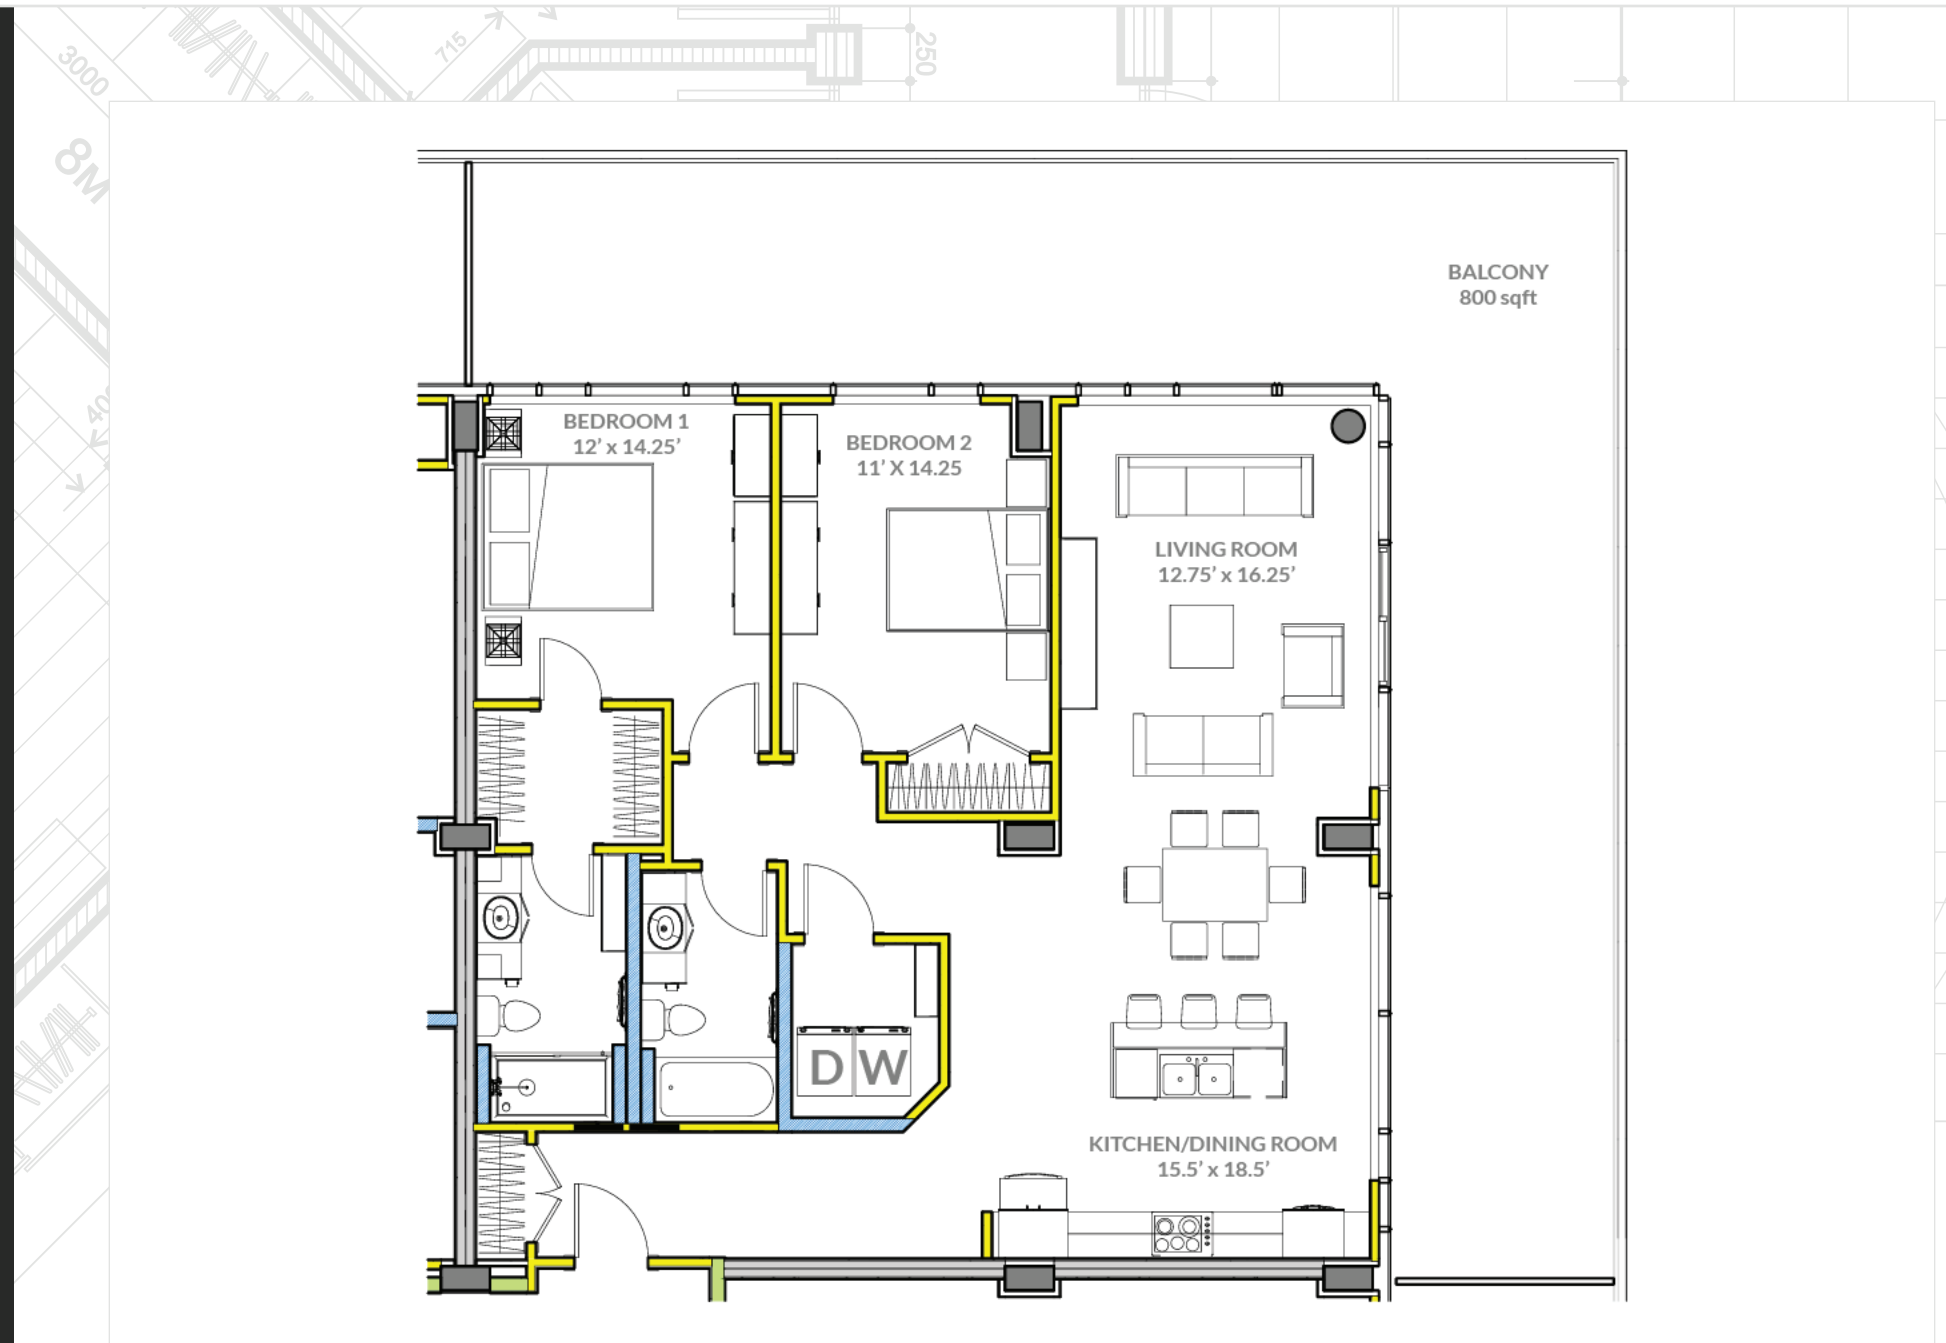 3000
715
250
8M
BALCONY
800 sqft
BEDROOM 1
12’ x 14.25’
BEDROOM 2
11’ X 14.25
LIVING ROOM
12.75’ x 16.25’
D W
KITCHEN/DINING ROOM
15.5’ x 18.5’